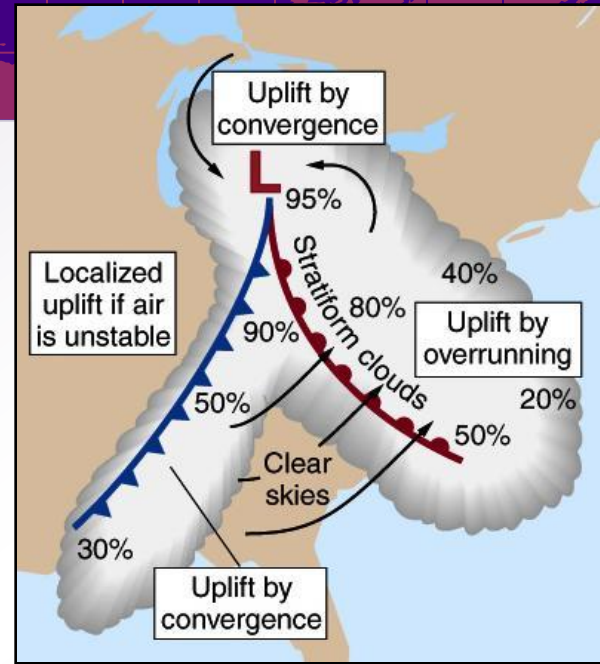 Uplift by
convergence
L
95%
Localized
uplift if air
is unstable
Stratiform clouds
40%
80%
90%
Uplift by
overrunning
20%
50%
50%
Clear
skies
30%
Uplift by
convergence